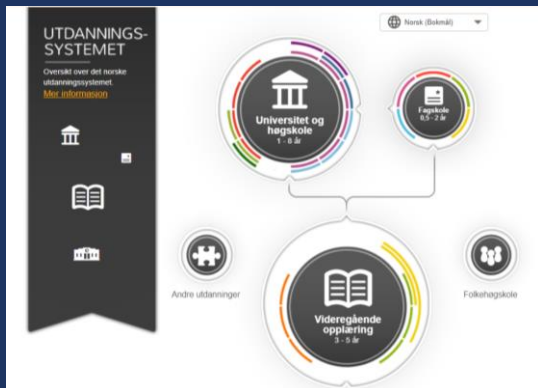 UTDANNINGS-
SYSTEMET
Oversikt over det norske
utdanningssystemet.
Mer informasjon
Norsk (Bokmål)
Universitet og
høgskole
1 - 8 år
Fagskole
0,5 - 2 år
Andre utdanninger
Videregående
opplæring
3 - 5 år
Folkehøgskole